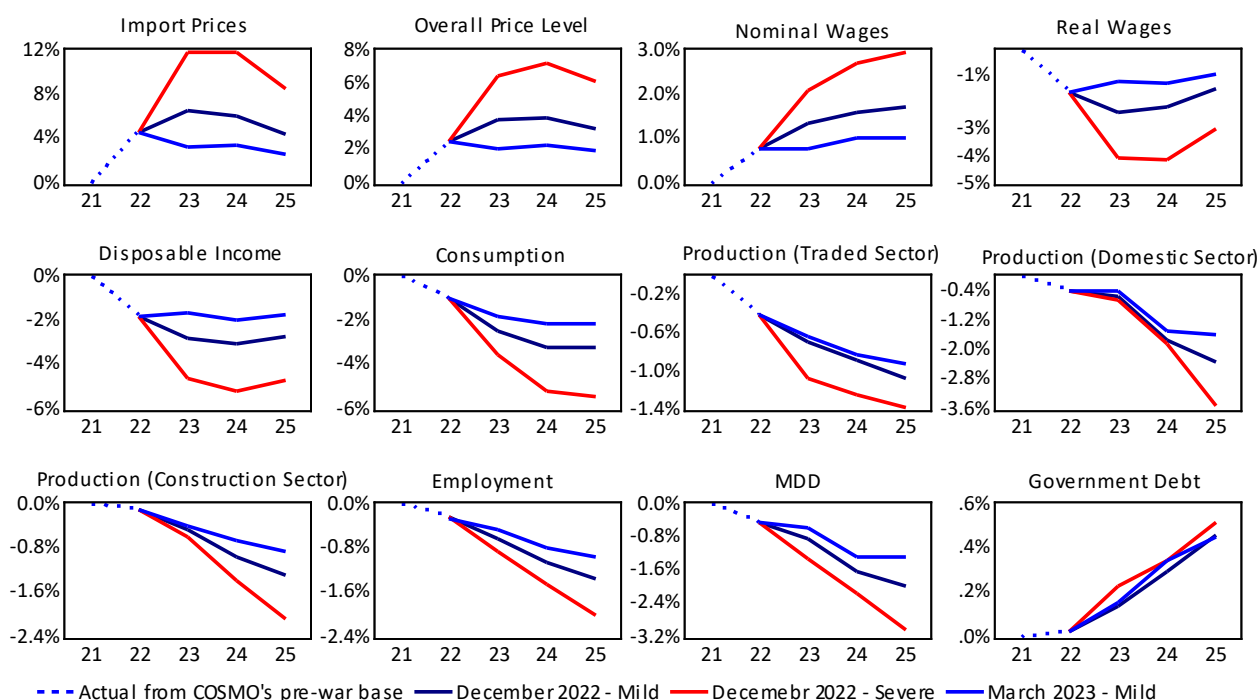 Import Prices
12%
8%
4%
0%
21 22 23 24 25
Overall Price Level
8%
6%
4%
2%
0%
21 22 23 24 25
Nominal Wages
3.0%
2.0%
1.0%
0.0%
21 22 23 24 25
Real Wages
-1%
-3%
-4%
-5%
21 22 23 24 25
Disposable Income
0%
-2%
-4%
-6%
21 22 23 24 25
Consumption
0%
-2%
-4%
-6%
21 22 23 24 25
Production (Traded Sector)
-0.2%
-0.6%
-1.0%
-1.4%
21 22 23 24 25
Production (Domestic Sector)
-0.4%
-1.2%
-2.0%
-2.8%
-3.6%
21 22 23 24 25
Production (Construction Sector)
0.0%
-0.8%
-1.6%
-2.4%
21 22 23 24 25
Employment
0.0%
-0.8%
-1.6%
-2.4%
21 22 23 24 25
MDD
0.0%
-0.8%
-1.6%
-2.4%
-3.2%
21 22 23 24 25
Government Debt
.6%
.4%
.2%
.0%
21 22 23 24 25
Actual from COSMO's pre-war base December 2022 - Mild Decemebr 2022 - Severe March 2023 - Mild